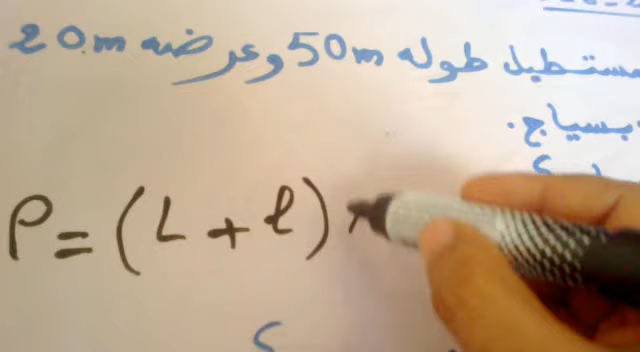 مستطيل طوله 50m وعرضه 20m
بسياج.
؟
P = (L + l) ×